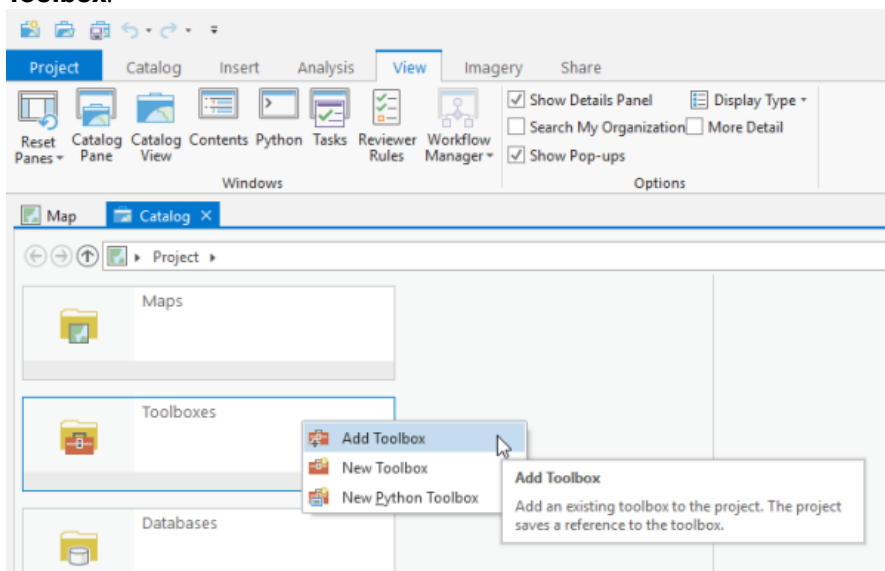 Toolbox.
Project Catalog Insert Analysis View Imagery Share
Reset Panes
Catalog Pane
Catalog View
Contents
Python
Tasks
Reviewer Rules
Workflow Manager
Windows
Show Details Panel
Search My Organization
Show Pop-ups
Display Type
More Detail
Options
Map Catalog
Project
Maps
Toolboxes
Add Toolbox
New Toolbox
New Python Toolbox
Add Toolbox
Add an existing toolbox to the project. The project
saves a reference to the toolbox.
Databases